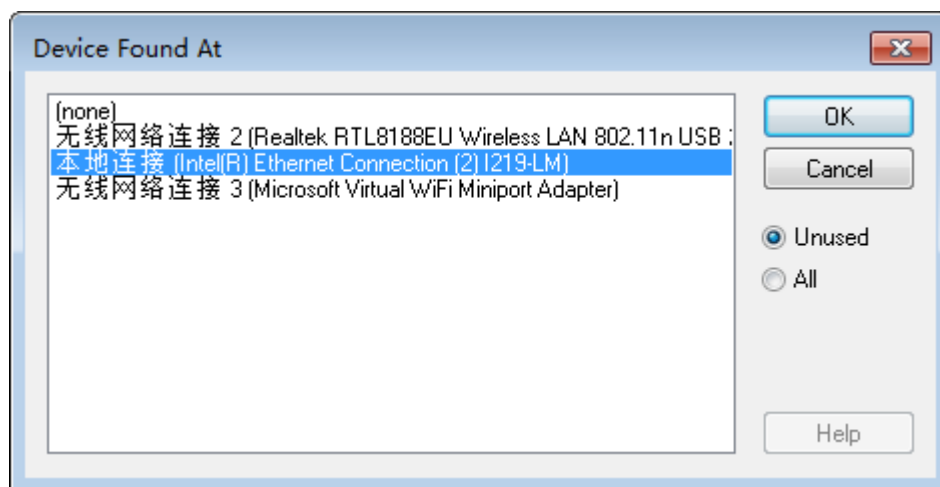 Device Found At
(none)
无线网络连接 2 (Realtek RTL8188EU Wireless LAN 802.11n USB
本地连接 (Intel(R) Ethernet Connection (2) I219-LM)
无线网络连接 3 (Microsoft Virtual WiFi Miniport Adapter)
OK
Cancel
Unused
All
Help